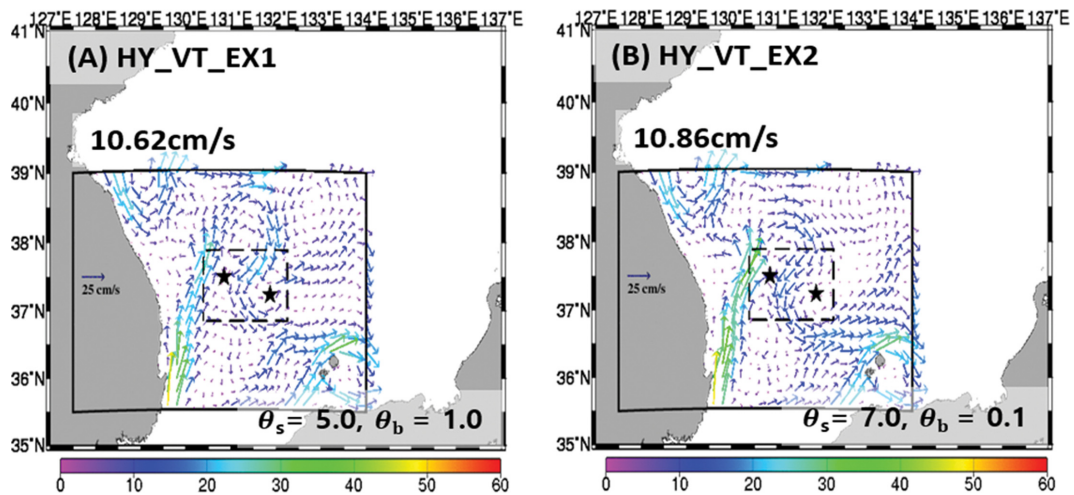 127°E 128°E 129°E 130°E 131°E 132°E 133°E 134°E 135°E 136°E 137°E
41°N
40°N
39°N
38°N
37°N
36°N
35°N
(A) HY_VT_EX1
10.62cm/s
25 cm/s
θs= 5.0, θb = 1.0
0 10 20 30 40 50 60
127°E 128°E 129°E 130°E 131°E 132°E 133°E 134°E 135°E 136°E 137°E
41°N
40°N
39°N
38°N
37°N
36°N
35°N
(B) HY_VT_EX2
10.86cm/s
25 cm/s
θs= 7.0, θb = 0.1
0 10 20 30 40 50 60